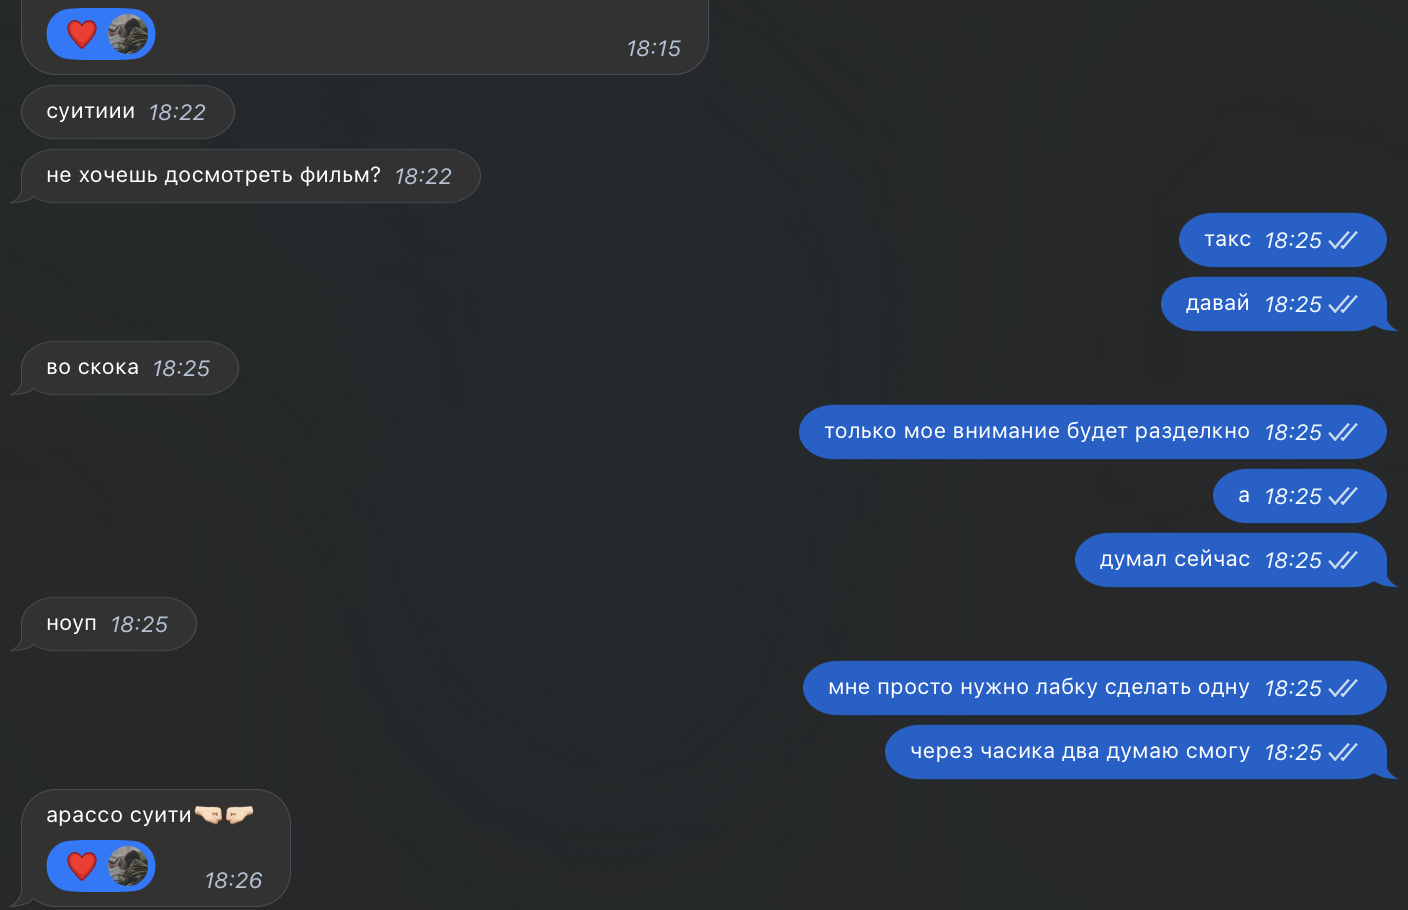 18:15
суитиии 18:22
не хочешь досмотреть фильм? 18:22
такс 18:25
давай 18:25
во скока 18:25
только мое внимание будет разделкно 18:25
а 18:25
думал сейчас 18:25
ноуп 18:25
мне просто нужно лабку сделать одну 18:25
через часика два думаю смогу 18:25
арассо суити🤜🏻🤛🏻
❤️ 18:26